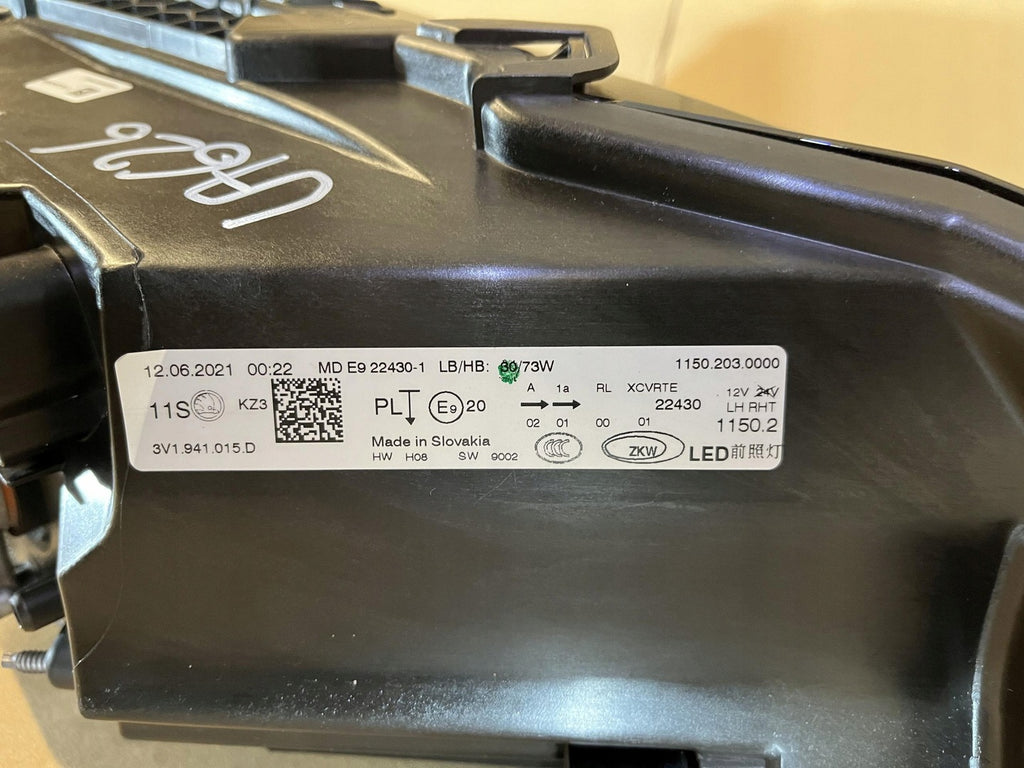 12.06.2021 00:22 MD E9 22430-1 LB/HB: 30/73W 1150.203.0000
11S KZ3 PL E9 20 A 1a RL XCVRTE 12V 24V
22430 LH RHT
02 01 00 01 1150.2
3V1.941.015.D Made in Slovakia CCC ZKW LED前照灯
HW H08 SW 9002